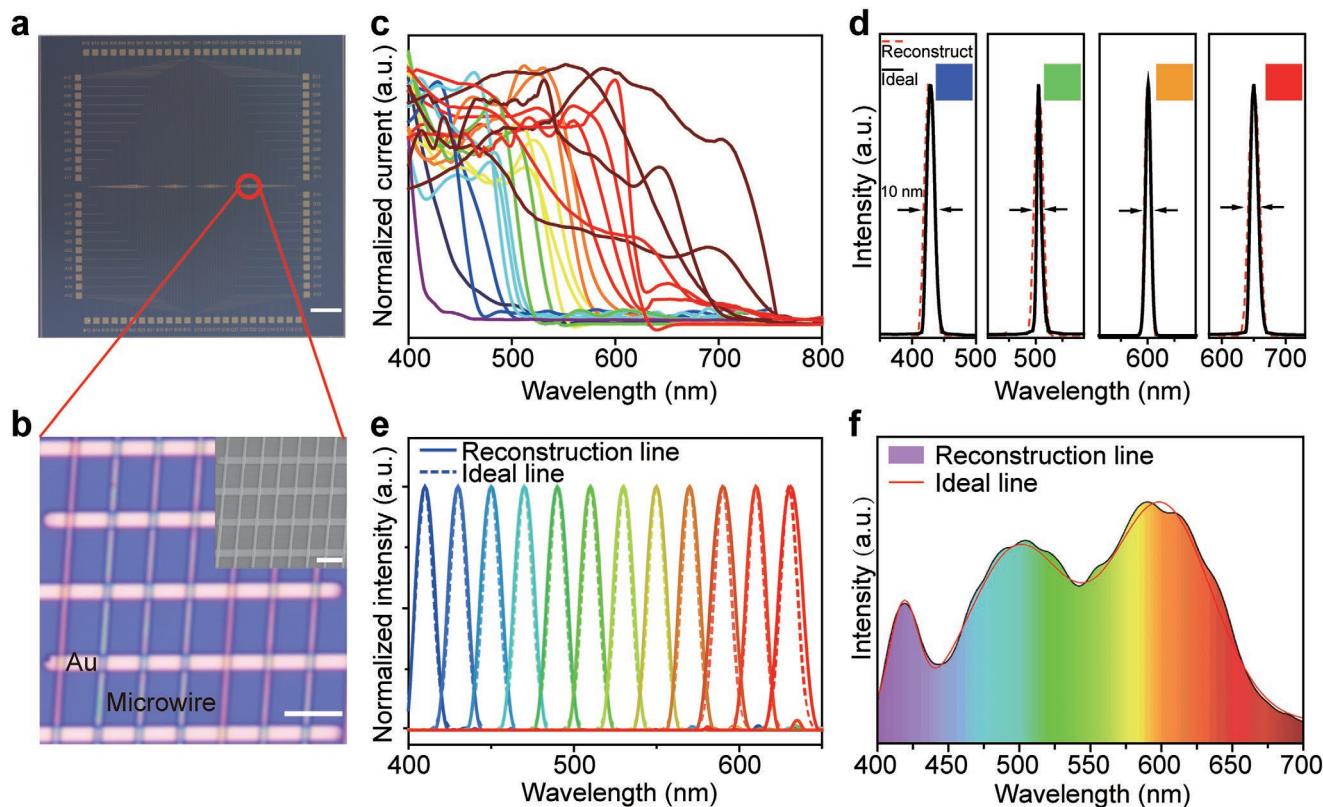 a
b
Au
Microwire
c
Normalized current (a.u.)
400 500 600 700 800
Wavelength (nm)
d
Reconstruct
Ideal
10 nm
Intensity (a.u.)
400 500
500
600
600 700
Wavelength (nm)
e
Reconstruction line
Ideal line
Normalized intensity (a.u.)
400 500 600
Wavelength (nm)
f
Reconstruction line
Ideal line
Intensity (a.u.)
400 450 500 550 600 650 700
Wavelength (nm)